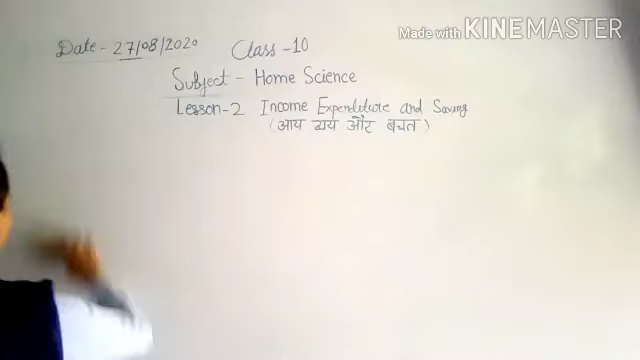 Made with KINEMASTER
Date - 27/08/2020 Class - 10
Subject - Home Science
Lesson - 2 Income Expenditure and Saving
(आय व्यय और बचत)